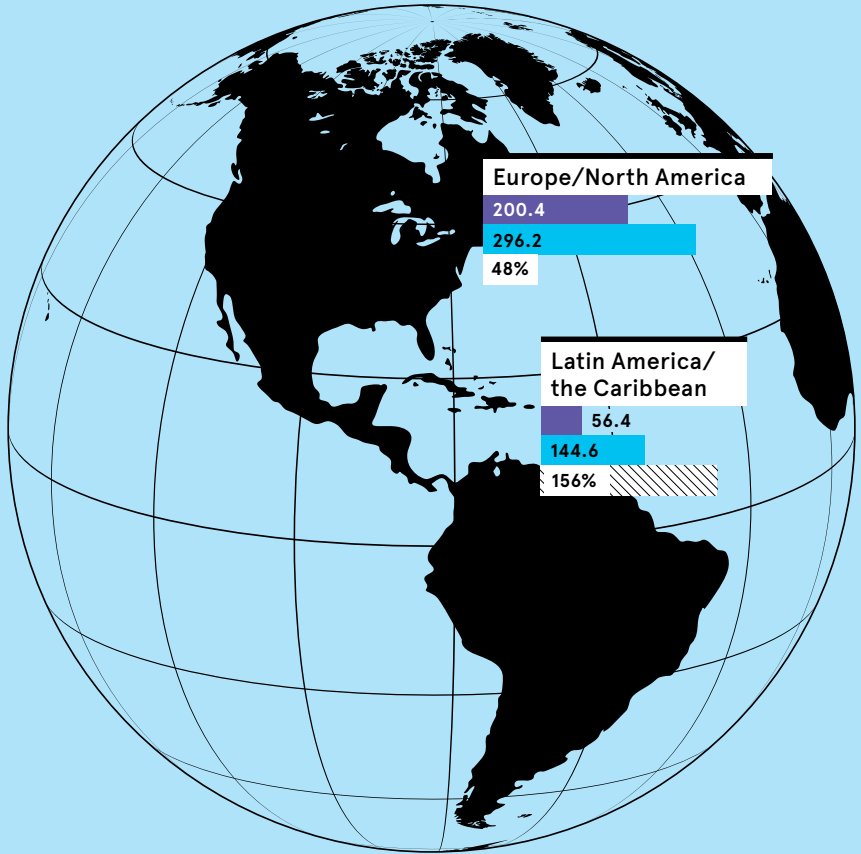 Europe/North America
200.4
296.2
48%
Latin America/
the Caribbean
56.4
144.6
156%